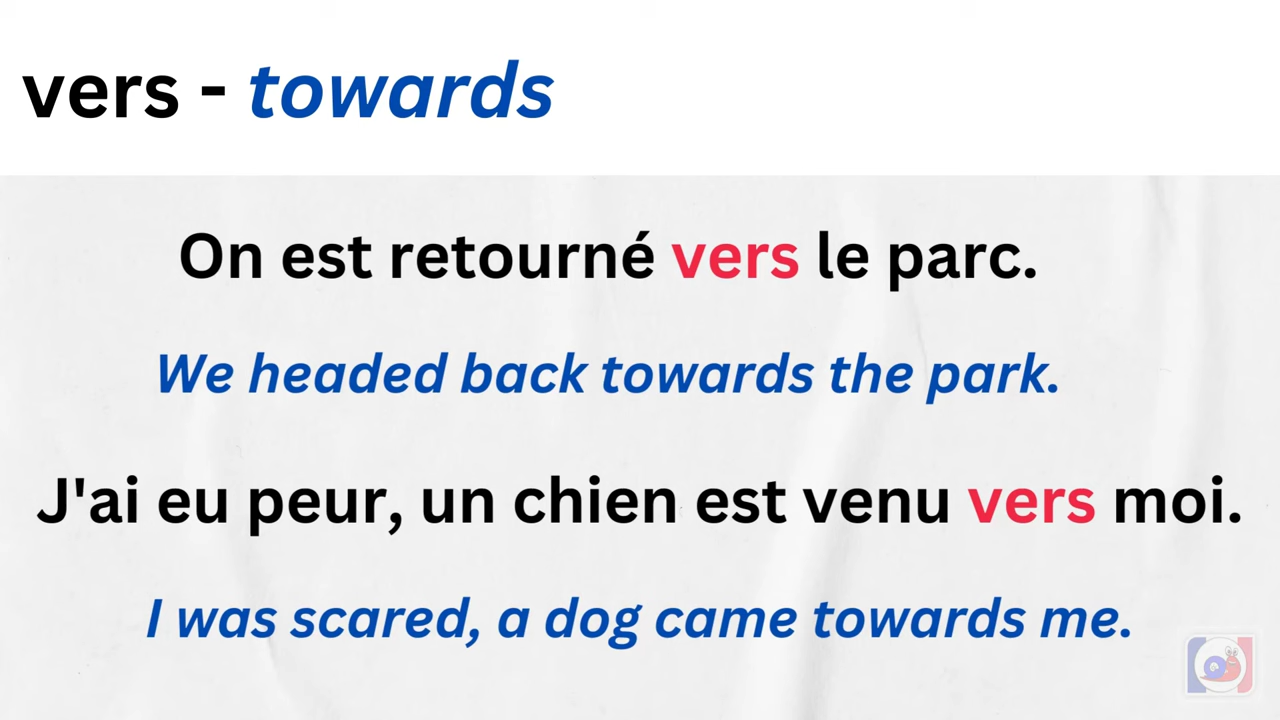 vers - towards
On est retourné vers le parc.
We headed back towards the park.
J'ai eu peur, un chien est venu vers moi.
I was scared, a dog came towards me.